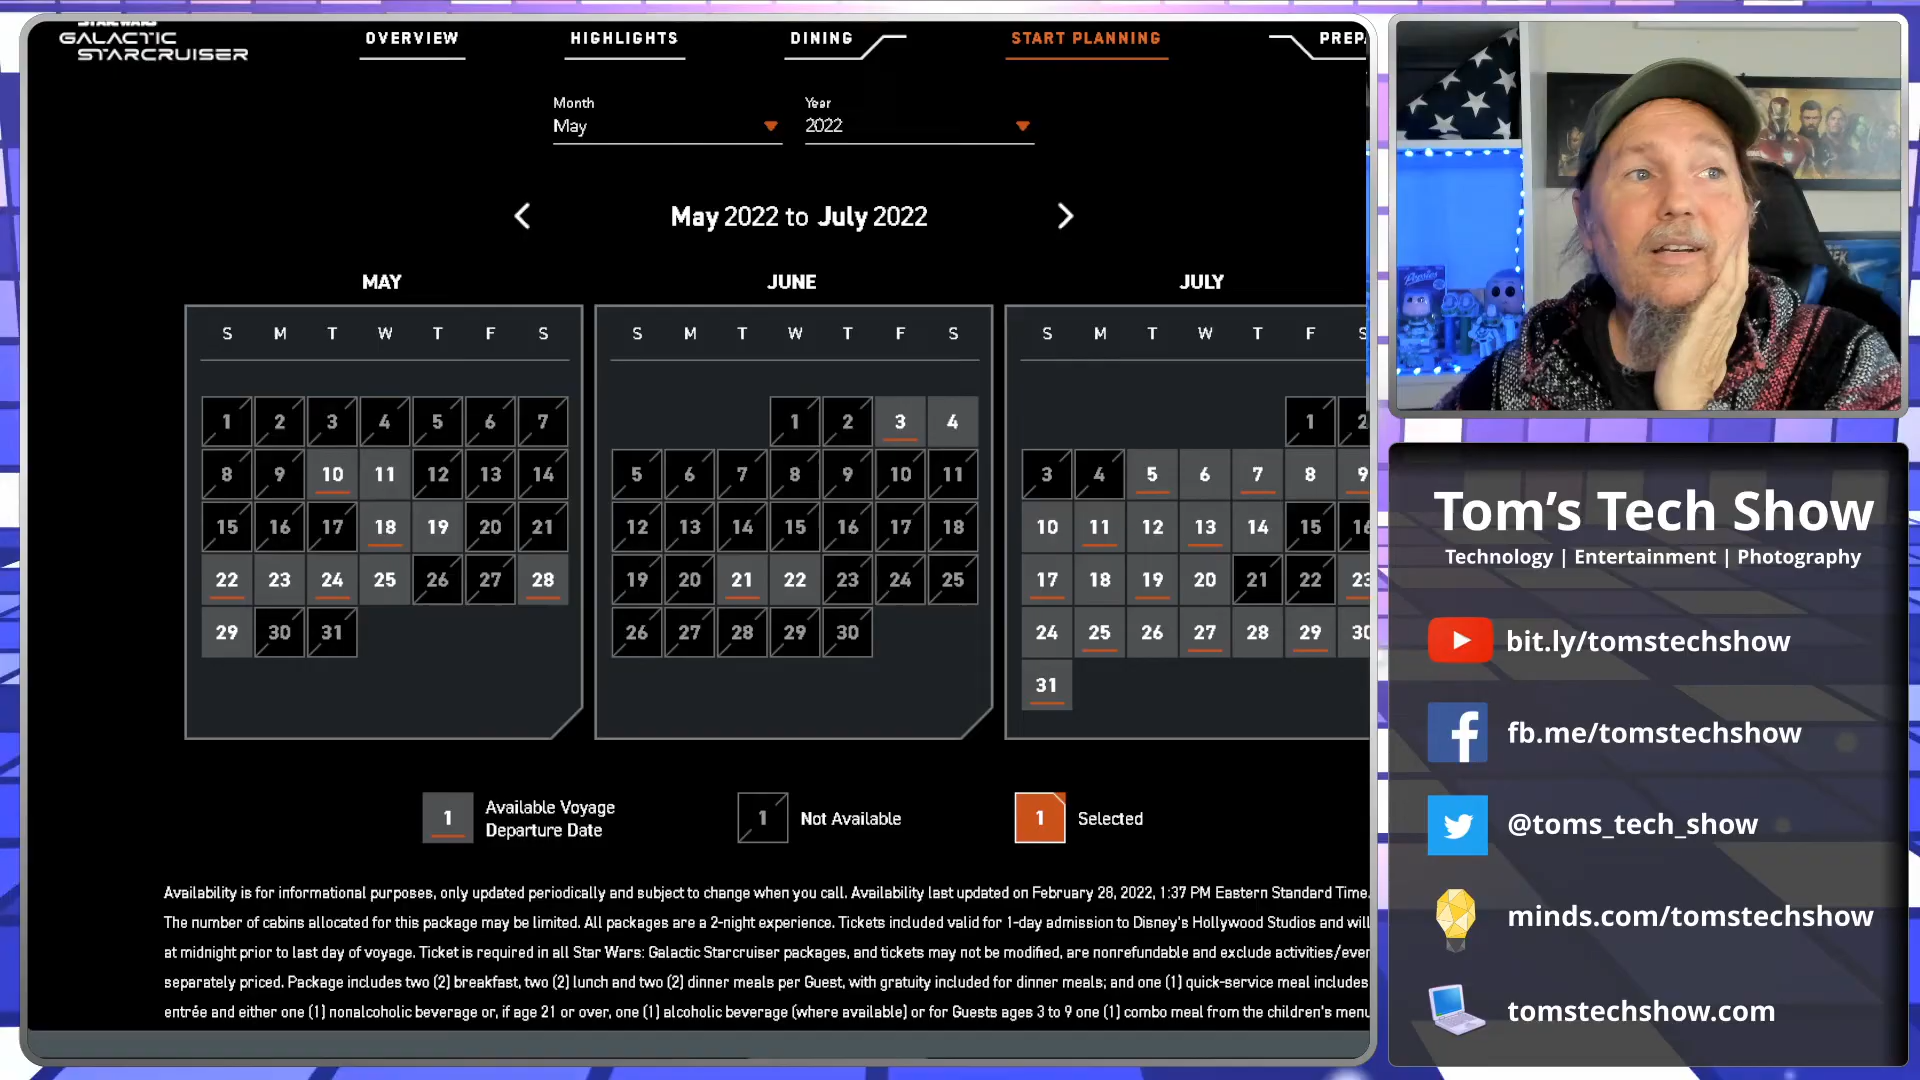 STAR WARS
GALACTIC
STARCRUISER
OVERVIEW
HIGHLIGHTS
DINING
START PLANNING
PREPA
Month
May
Year
2022
May 2022 to July 2022
MAY
S M T W T F S
1 2 3 4 5 6 7
8 9 10 11 12 13 14
15 16 17 18 19 20 21
22 23 24 25 26 27 28
29 30 31
JUNE
S M T W T F S
1 2 3 4
5 6 7 8 9 10 11
12 13 14 15 16 17 18
19 20 21 22 23 24 25
26 27 28 29 30
JULY
S M T W T F S
1 2
3 4 5 6 7 8 9
10 11 12 13 14 15 16
17 18 19 20 21 22 23
24 25 26 27 28 29 30
31
1 Available Voyage
Departure Date
1 Not Available
1 Selected
Availability is for informational purposes, only updated periodically and subject to change when you call. Availability last updated on February 28, 2022, 1:37 PM Eastern Standard Time.
The number of cabins allocated for this package may be limited. All packages are a 2-night experience. Tickets included valid for 1-day admission to Disney's Hollywood Studios and will
at midnight prior to last day of voyage. Ticket is required in all Star Wars: Galactic Starcruiser packages, and tickets may not be modified, are nonrefundable and exclude activities/even
separately priced. Package includes two (2) breakfast, two (2) lunch and two (2) dinner meals per Guest, with gratuity included for dinner meals; and one (1) quick-service meal includes
entrée and either one (1) nonalcoholic beverage or, if age 21 or over, one (1) alcoholic beverage (where available) or for Guests ages 3 to 9 one (1) combo meal from the children's menu
Tom's Tech Show
Technology | Entertainment | Photography
bit.ly/tomstechshow
fb.me/tomstechshow
@toms_tech_show
minds.com/tomstechshow
tomstechshow.com